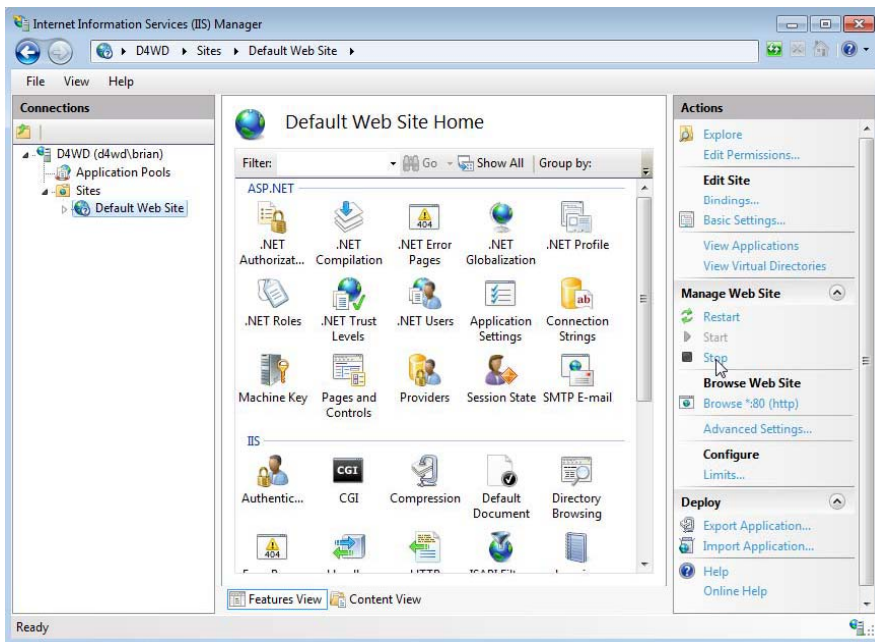 Internet Information Services (IIS) Manager
D4WD Sites Default Web Site
File View Help
Connections
D4WD (d4wd\brian)
Application Pools
Sites
Default Web Site
Default Web Site Home
Filter: Go Show All Group by:
ASP.NET
.NET Authorizat...
.NET Compilation
.NET Error Pages
.NET Globalization
.NET Profile
.NET Roles
.NET Trust Levels
.NET Users
Application Settings
Connection Strings
Machine Key
Pages and Controls
Providers
Session State
SMTP E-mail
IIS
Authentic...
CGI
Compression
Default Document
Directory Browsing
Features View Content View
Actions
Explore
Edit Permissions...
Edit Site
Bindings...
Basic Settings...
View Applications
View Virtual Directories
Manage Web Site
Restart
Start
Stop
Browse Web Site
Browse *:80 (http)
Advanced Settings...
Configure
Limits...
Deploy
Export Application...
Import Application...
Help
Online Help
Ready